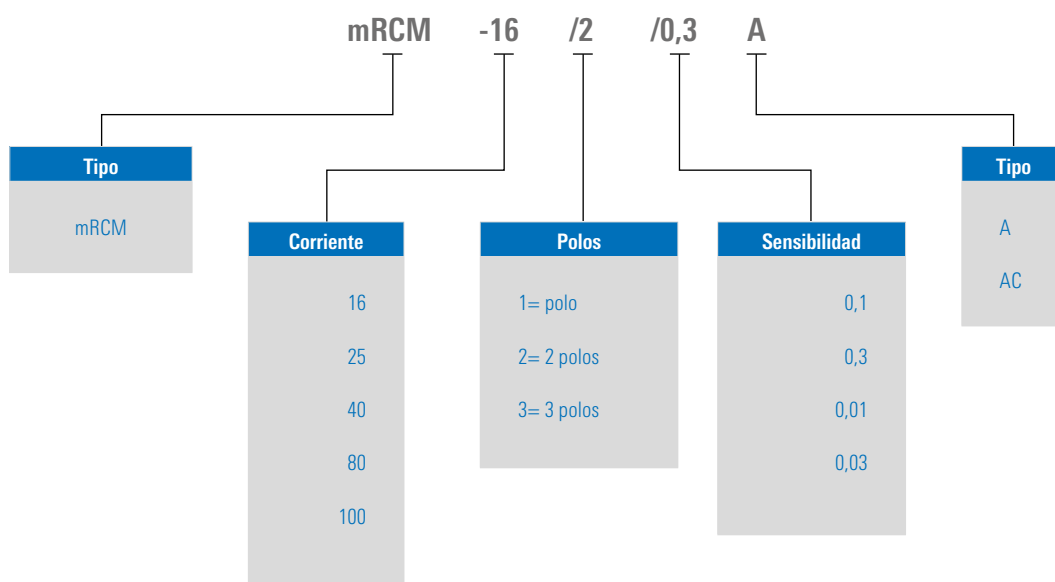 mRCM -16 /2 /0,3 A
Tipo
mRCM
Corriente
16
25
40
80
100
Polos
1= polo
2= 2 polos
3= 3 polos
Sensibilidad
0,1
0,3
0,01
0,03
Tipo
A
AC